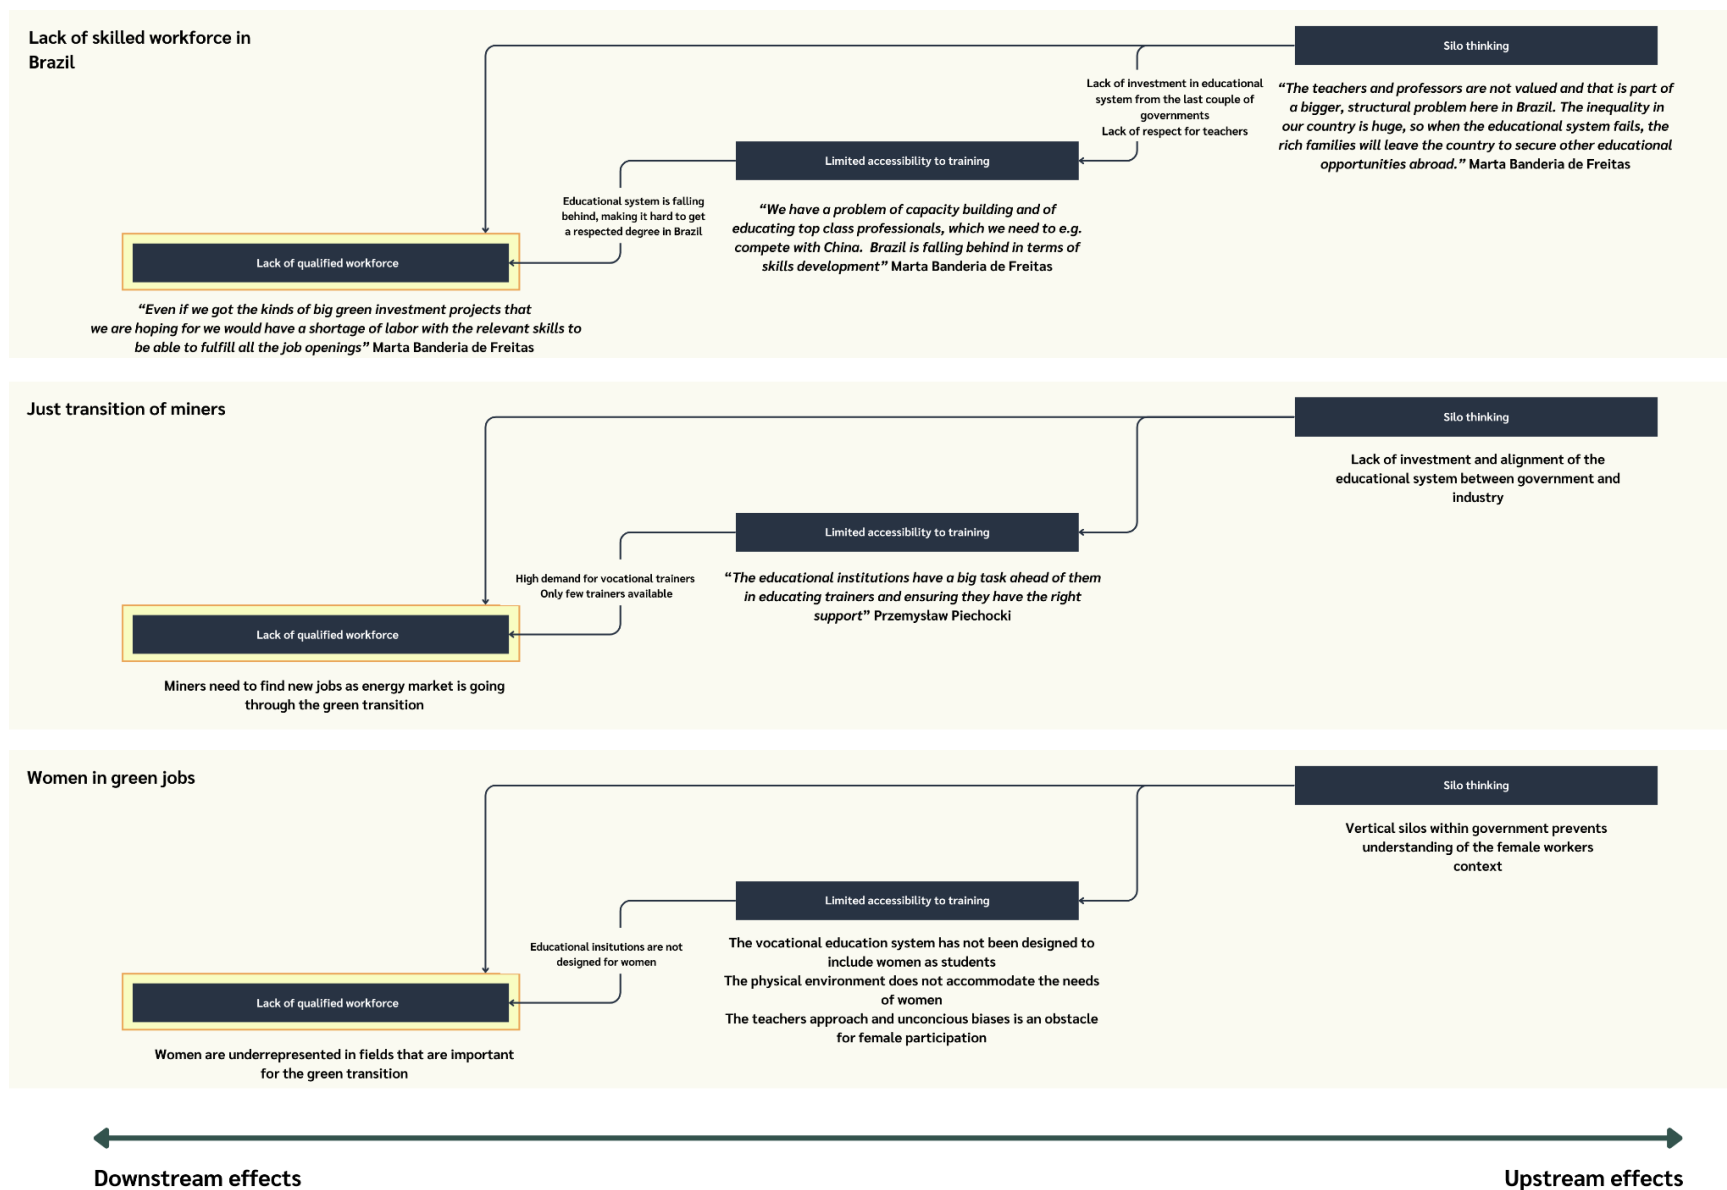 Lack of skilled workforce in
Brazil
Silo thinking
“The teachers and professors are not valued and that is part of
a bigger, structural problem here in Brazil. The inequality in
our country is huge, so when the educational system fails, the
rich families will leave the country to secure other educational
opportunities abroad.” Marta Banderia de Freitas
Lack of investment in educational
system from the last couple of
governments
Lack of respect for teachers
Limited accessibility to training
“We have a problem of capacity building and of
educating top class professionals, which we need to e.g.
compete with China.  Brazil is falling behind in terms of
skills development” Marta Banderia de Freitas
Educational system is falling
behind, making it hard to get
a respected degree in Brazil
Lack of qualified workforce
“Even if we got the kinds of big green investment projects that
we are hoping for we would have a shortage of labor with the relevant skills to
be able to fulfill all the job openings” Marta Banderia de Freitas
Just transition of miners
Silo thinking
Lack of investment and alignment of the
educational system between government and
industry
Limited accessibility to training
“The educational institutions have a big task ahead of them
in educating trainers and ensuring they have the right
support” Przemysław Piechocki
High demand for vocational trainers
Only few trainers available
Lack of qualified workforce
Miners need to find new jobs as energy market is going
through the green transition
Women in green jobs
Silo thinking
Vertical silos within government prevents
understanding of the female workers
context
Limited accessibility to training
The vocational education system has not been designed to
include women as students
The physical environment does not accommodate the needs
of women
The teachers approach and unconcious biases is an obstacle
for female participation
Educational insitutions are not
designed for women
Lack of qualified workforce
Women are underrepresented in fields that are important
for the green transition
Downstream effects
Upstream effects